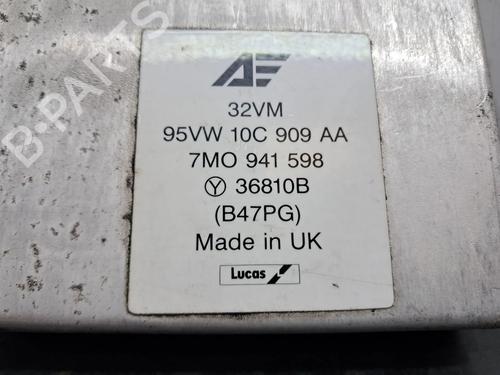 B-PARTS
AE
32VM
95VW 10C 909 AA
7MO 941 598
Ⓨ 36810B
(B47PG)
Made in UK
Lucas